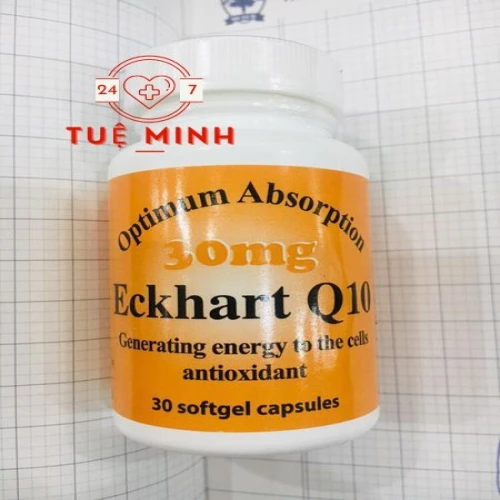 24 7
TUỆ MINH
Optimum Absorption
30mg
Eckhart Q10
Generating energy to the cells
antioxidant
30 softgel capsules